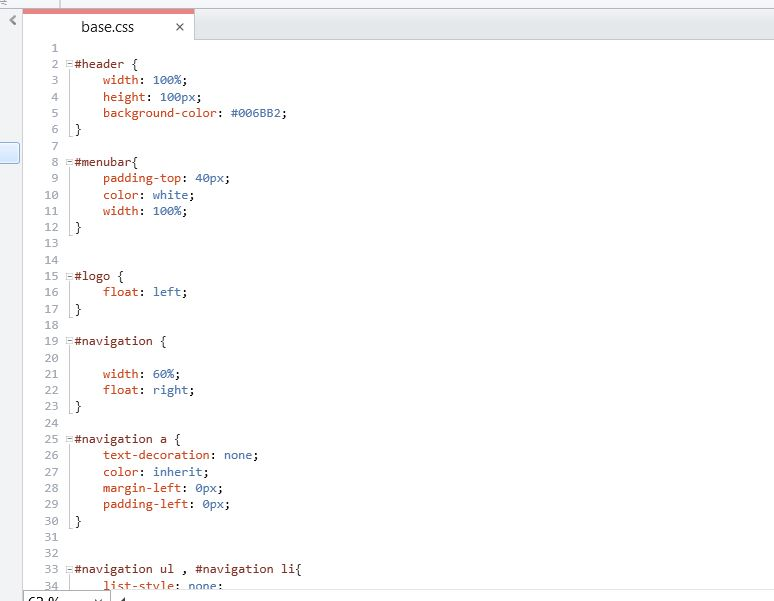 base.css ×
1
2 #header {
3 width: 100%;
4 height: 100px;
5 background-color: #006BB2;
6 }
7
8 #menubar{
9 padding-top: 40px;
10 color: white;
11 width: 100%;
12 }
13
14
15 #logo {
16 float: left;
17 }
18
19 #navigation {
20
21 width: 60%;
22 float: right;
23 }
24
25 #navigation a {
26 text-decoration: none;
27 color: inherit;
28 margin-left: 0px;
29 padding-left: 0px;
30 }
31
32
33 #navigation ul , #navigation li{
34 list-style: none;